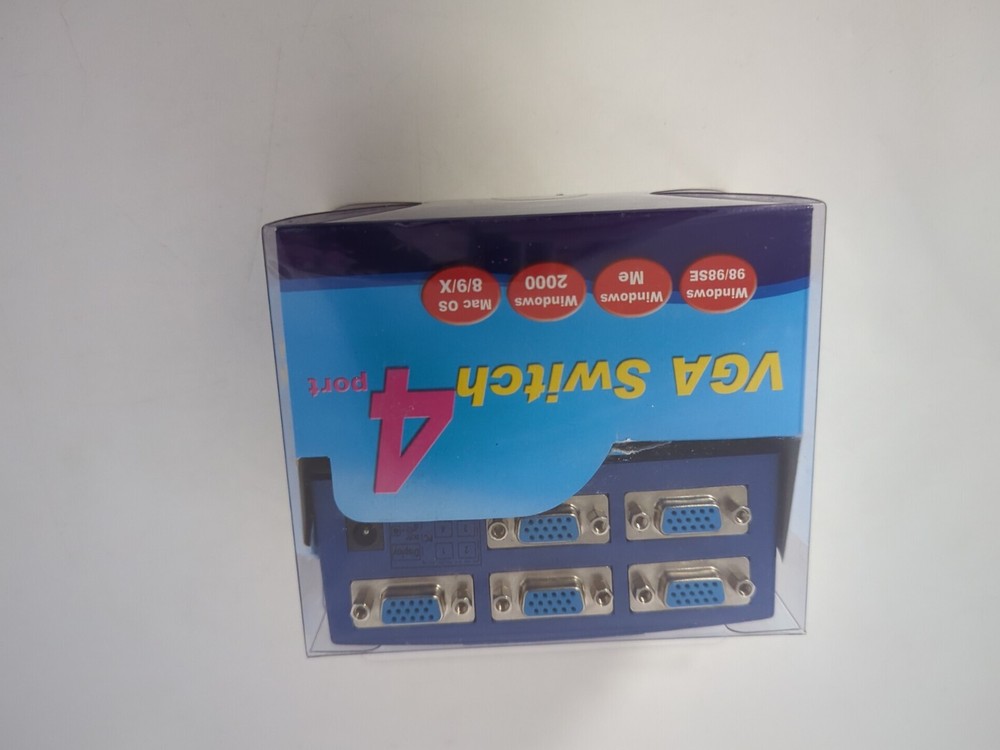 VGA Switch 4 port
Windows
98/98SE
Windows
Me
Windows
2000
Mac OS
8/9/X